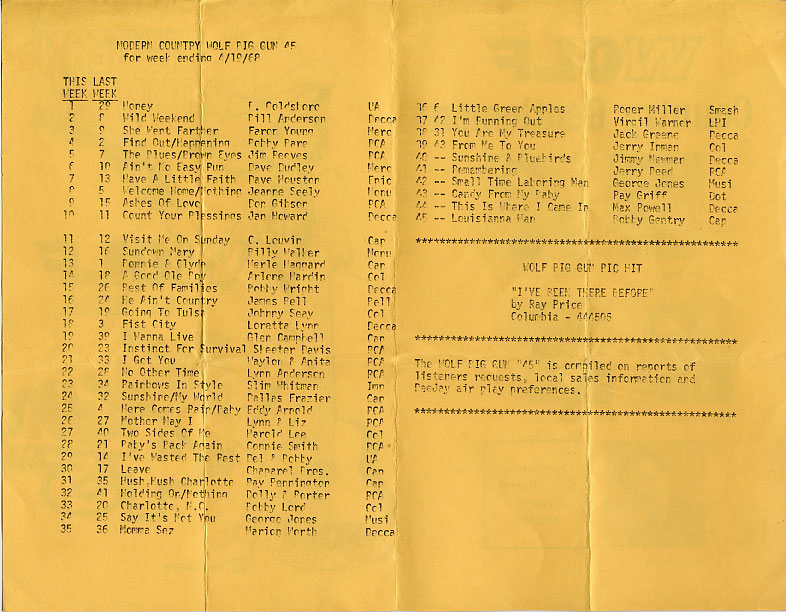 MODERN COUNTRY WOLF BIG GUN 45
for week ending 4/19/68
THIS LAST
WEEK WEEK
1 29 Honey B. Goldsboro UA
2 8 Wild Weekend Bill Anderson Decca
3 9 She Went Farther Faron Young Merc
4 2 Find Out/Happening Bobby Bare RCA
5 7 The Blues/Brown Eyes Jim Reeves RCA
6 10 Ain't No Easy Run Dave Dudley Merc
7 13 Have A Little Faith Dave Houston Epic
8 5 Welcome Home/Nothing Jeanne Seely Monu
9 15 Ashes Of Love Don Gibson RCA
10 11 Count Your Blessings Jan Howard Decca
11 12 Visit Me On Sunday C. Louvin Cap
12 16 Sundown Mary Billy Walker Monu
13 1 Bonnie & Clyde Merle Haggard Cap
14 18 A Good Ole Boy Arlene Hardin Col
15 26 Best Of Families Bobby Wright Decca
16 24 He Ain't Country James Bell Bell
17 19 Going To Tulsa Johnny Seay Col
18 3 Fist City Loretta Lynn Decca
19 39 I Wanna Live Glen Campbell Cap
20 23 Instinct For Survival Skeeter Davis RCA
21 33 I Got You Waylon & Anita RCA
22 28 No Other Time Lynn Anderson RCA
23 34 Rainbows In Style Slim Whitman Imp
24 32 Sunshine/My World Dallas Frazier Cap
25 4 Here Comes Rain/Baby Eddy Arnold RCA
26 27 Mother May I Lynn & Liz RCA
27 40 Two Sides Of Me Harold Lee Col
28 21 Baby's Back Again Connie Smith RCA
29 14 I've Wasted The Best Del & Bobby UA
30 17 Leave Chaparel Bros. Cap
31 35 Hush,Hush Charlotte Ray Pennington Cap
32 41 Holding On/Nothing Dolly & Porter RCA
33 20 Charlotte, N.C. Bobby Lord Col
34 25 Say It's Not You George Jones Musi
35 36 Momma Sez Marion Worth Decca
36 6 Little Green Apples Roger Miller Smash
37 42 I'm Running Out Virgil Warner LHI
38 31 You Are My Treasure Jack Greene Decca
39 43 From Me To You Jerry Inman Col
40 -- Sunshine & Bluebirds Jimmy Newman Decca
41 -- Remembering Jerry Reed RCA
42 -- Small Time Laboring Man George Jones Musi
43 -- Candy From My Baby Ray Griff Dot
44 -- This Is Where I Came In Max Powell Decca
45 -- Louisianna Man Bobby Gentry Cap
**************************************************
WOLF BIG GUN PIC HIT
"I'VE BEEN THERE BEFORE"
by Ray Price
Columbia - 444505
**************************************************
The WOLF BIG GUN "45" is compiled on reports of
listeners requests, local sales information and
DeeJay air play preferences.
**************************************************